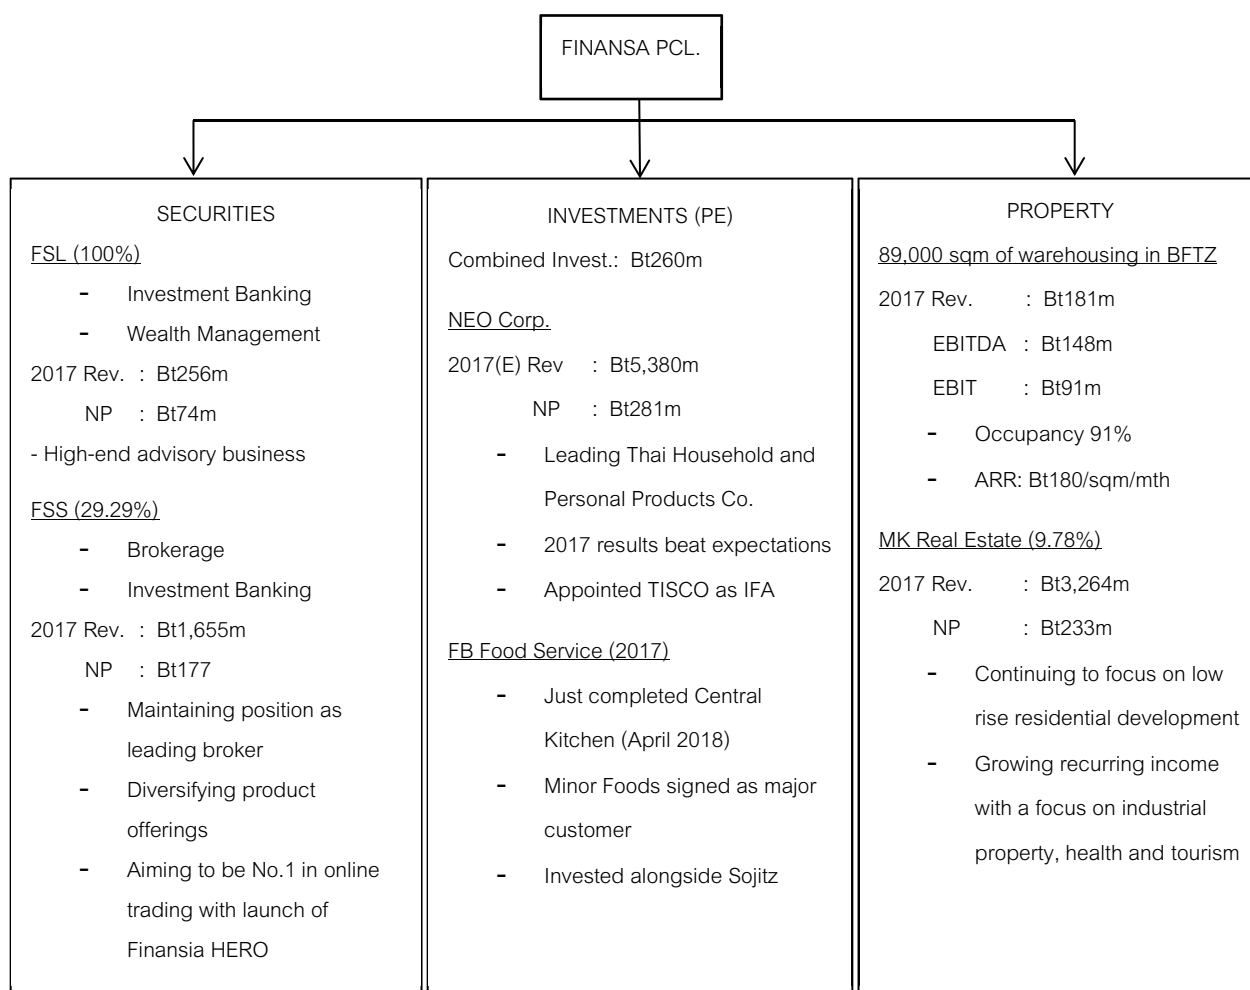 FINANSA PCL.
SECURITIES
FSL (100%)
- Investment Banking
- Wealth Management
2017 Rev. : Bt256m
NP : Bt74m
- High-end advisory business
FSS (29.29%)
- Brokerage
- Investment Banking
2017 Rev. : Bt1,655m
NP : Bt177
- Maintaining position as
leading broker
- Diversifying product
offerings
- Aiming to be No.1 in online
trading with launch of
Finansia HERO
INVESTMENTS (PE)
Combined Invest.: Bt260m
NEO Corp.
2017(E) Rev : Bt5,380m
NP : Bt281m
- Leading Thai Household and
Personal Products Co.
- 2017 results beat expectations
- Appointed TISCO as IFA
FB Food Service (2017)
- Just completed Central
Kitchen (April 2018)
- Minor Foods signed as major
customer
- Invested alongside Sojitz
PROPERTY
89,000 sqm of warehousing in BFTZ
2017 Rev. : Bt181m
EBITDA : Bt148m
EBIT : Bt91m
- Occupancy 91%
- ARR: Bt180/sqm/mth
MK Real Estate (9.78%)
2017 Rev. : Bt3,264m
NP : Bt233m
- Continuing to focus on low
rise residential development
- Growing recurring income
with a focus on industrial
property, health and tourism